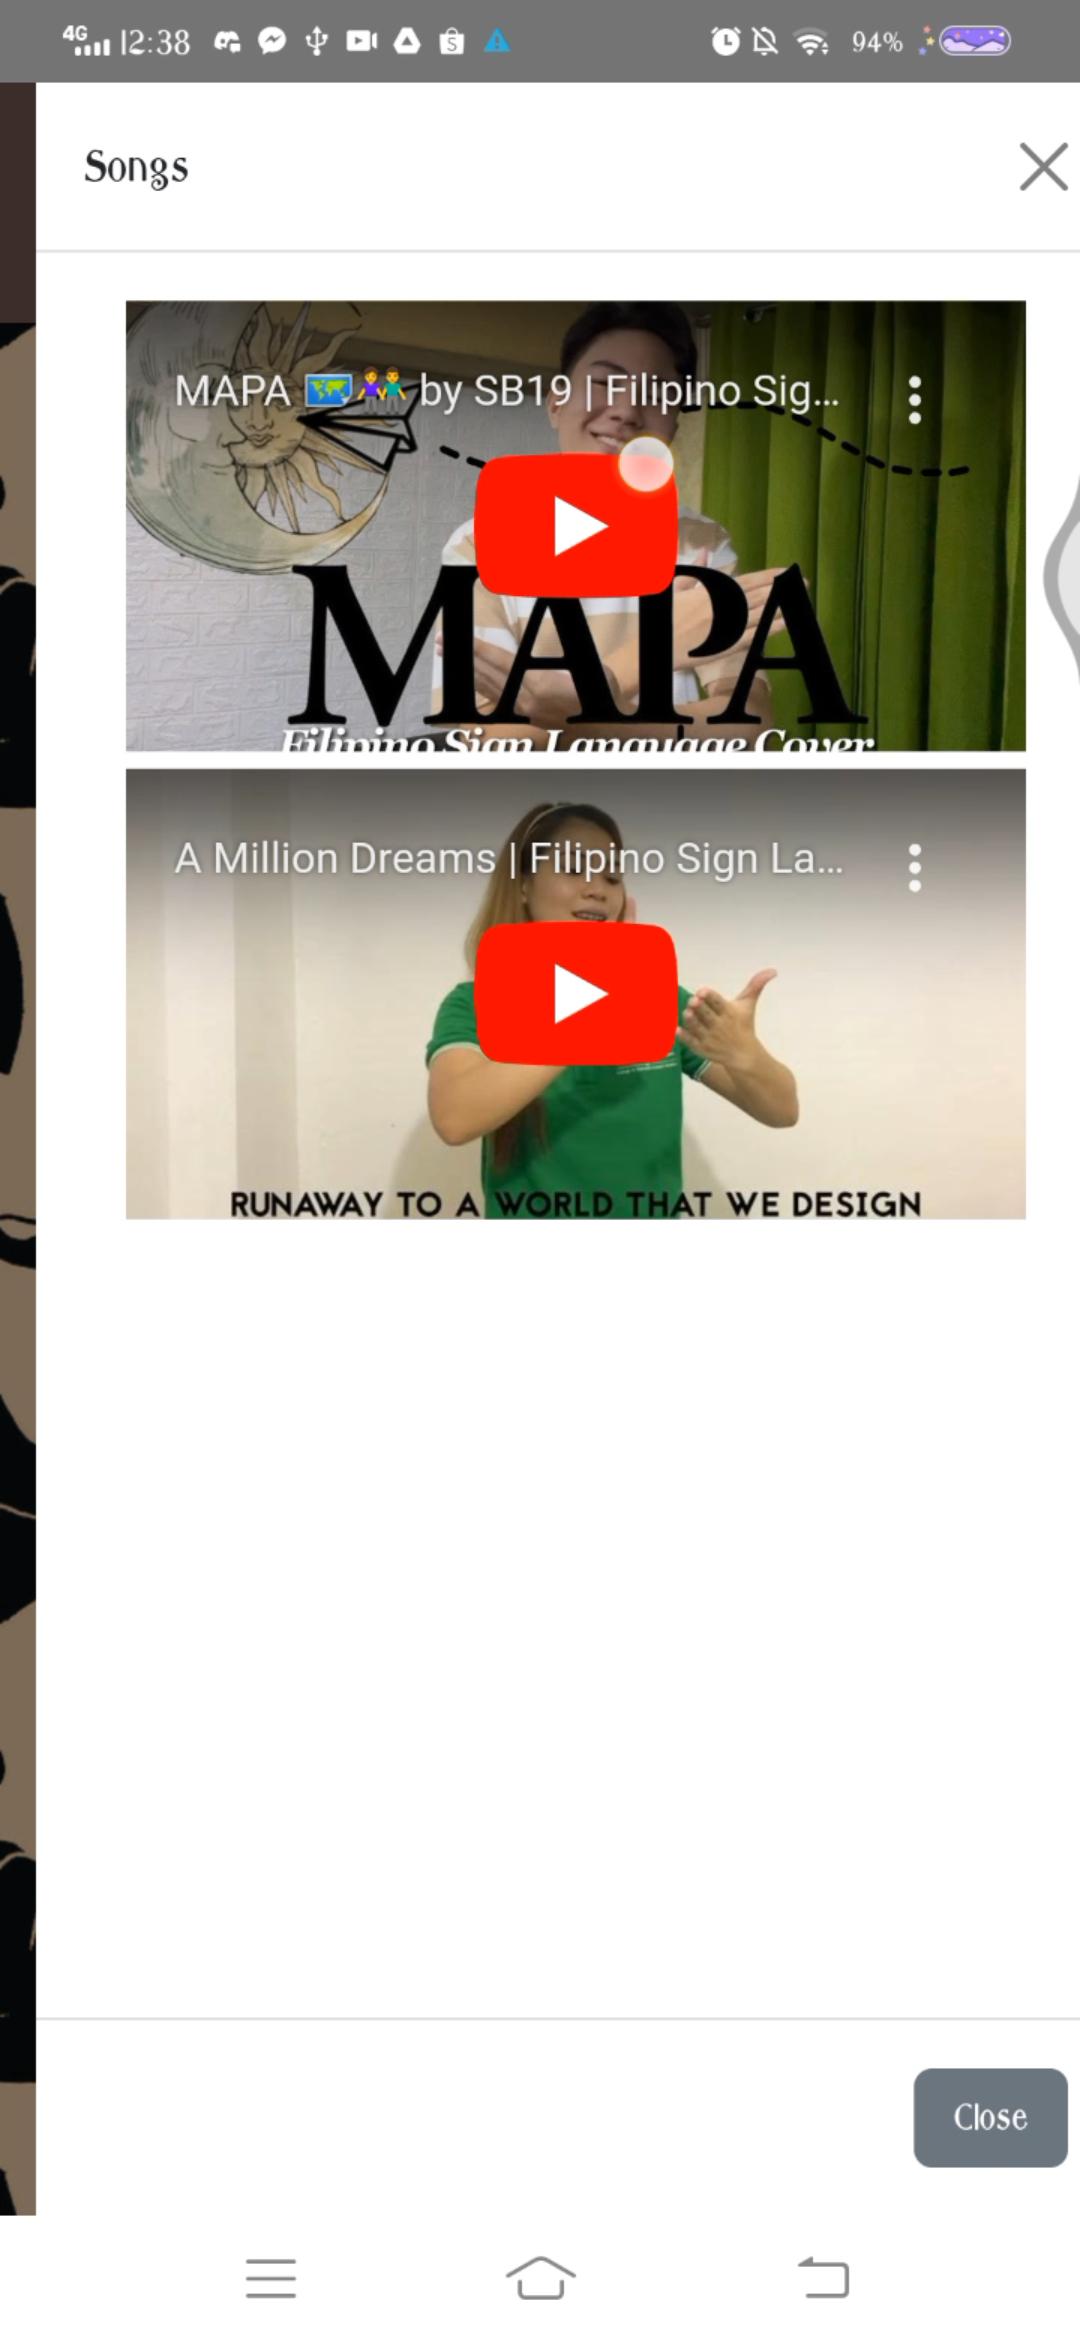 4G 12:38 94%
Songs
MAPA 🗺️👫 by SB19 | Filipino Sig...
MAPA
Filipino Sign Language Cover
A Million Dreams | Filipino Sign La...
RUNAWAY TO A WORLD THAT WE DESIGN
Close